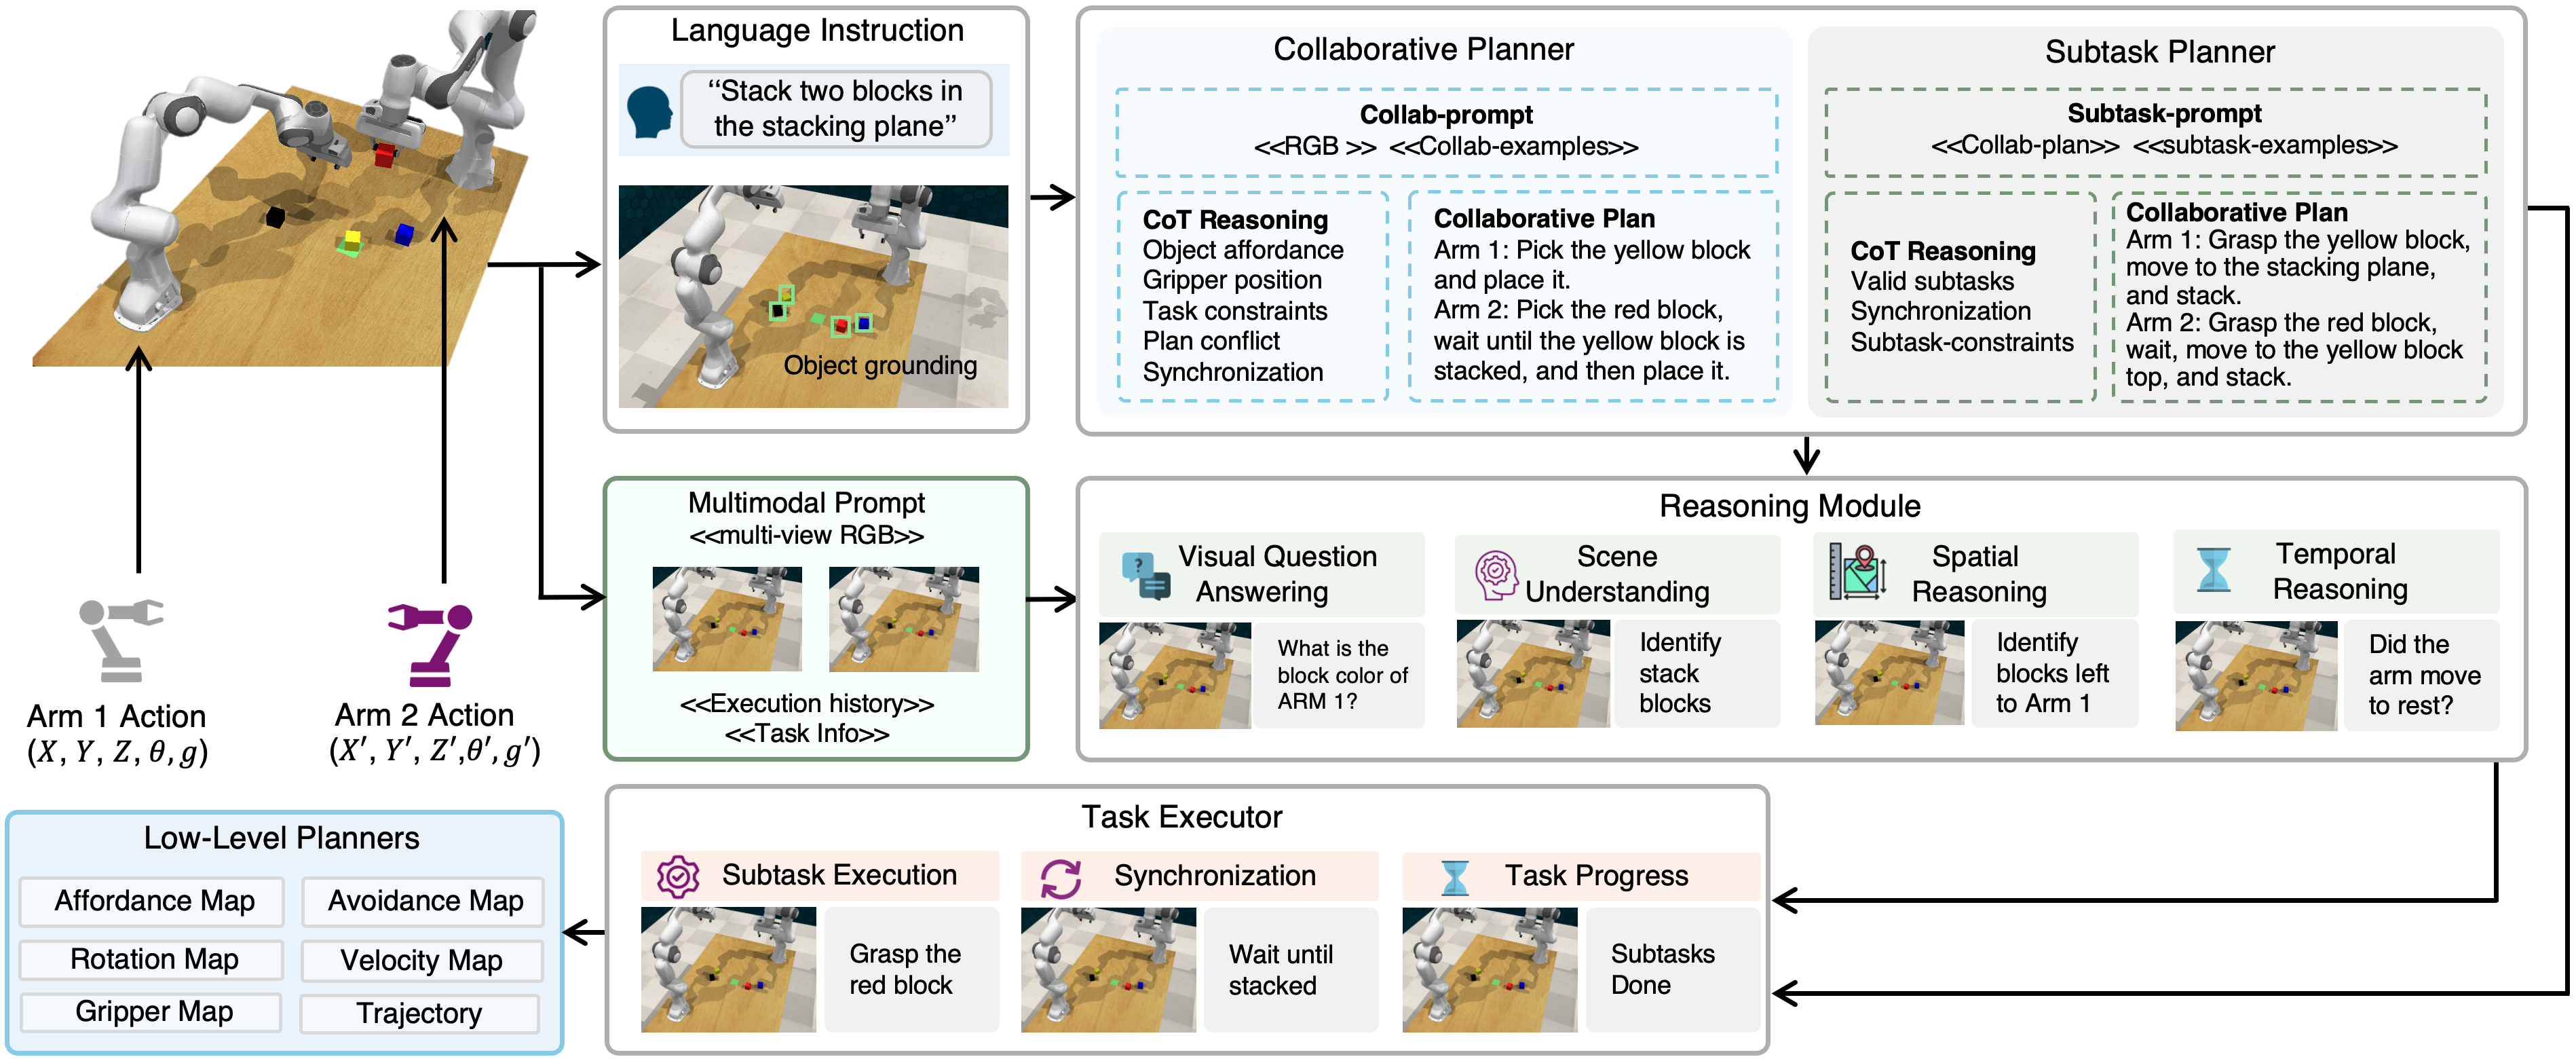 Language Instruction
“Stack two blocks in
the stacking plane”
Object grounding
Collaborative Planner
Collab-prompt
<<RGB >> <<Collab-examples>>
CoT Reasoning
Object affordance
Gripper position
Task constraints
Plan conflict
Synchronization
Collaborative Plan
Arm 1: Pick the yellow block
and place it.
Arm 2: Pick the red block,
wait until the yellow block is
stacked, and then place it.
Subtask Planner
Subtask-prompt
<<Collab-plan>> <<subtask-examples>>
CoT Reasoning
Valid subtasks
Synchronization
Subtask-constraints
Collaborative Plan
Arm 1: Grasp the yellow block,
move to the stacking plane,
and stack.
Arm 2: Grasp the red block,
wait, move to the yellow block
top, and stack.
Arm 1 Action
(X, Y, Z, θ, g)
Arm 2 Action
(X′, Y′, Z′,θ′, g′)
Multimodal Prompt
<<multi-view RGB>>
<<Execution history>>
<<Task Info>>
Reasoning Module
Visual Question
Answering
What is the
block color of
ARM 1?
Scene
Understanding
Identify
stack
blocks
Spatial
Reasoning
Identify
blocks left
to Arm 1
Temporal
Reasoning
Did the
arm move
to rest?
Task Executor
Subtask Execution
Grasp the
red block
Synchronization
Wait until
stacked
Task Progress
Subtasks
Done
Low-Level Planners
Affordance Map
Avoidance Map
Rotation Map
Velocity Map
Gripper Map
Trajectory